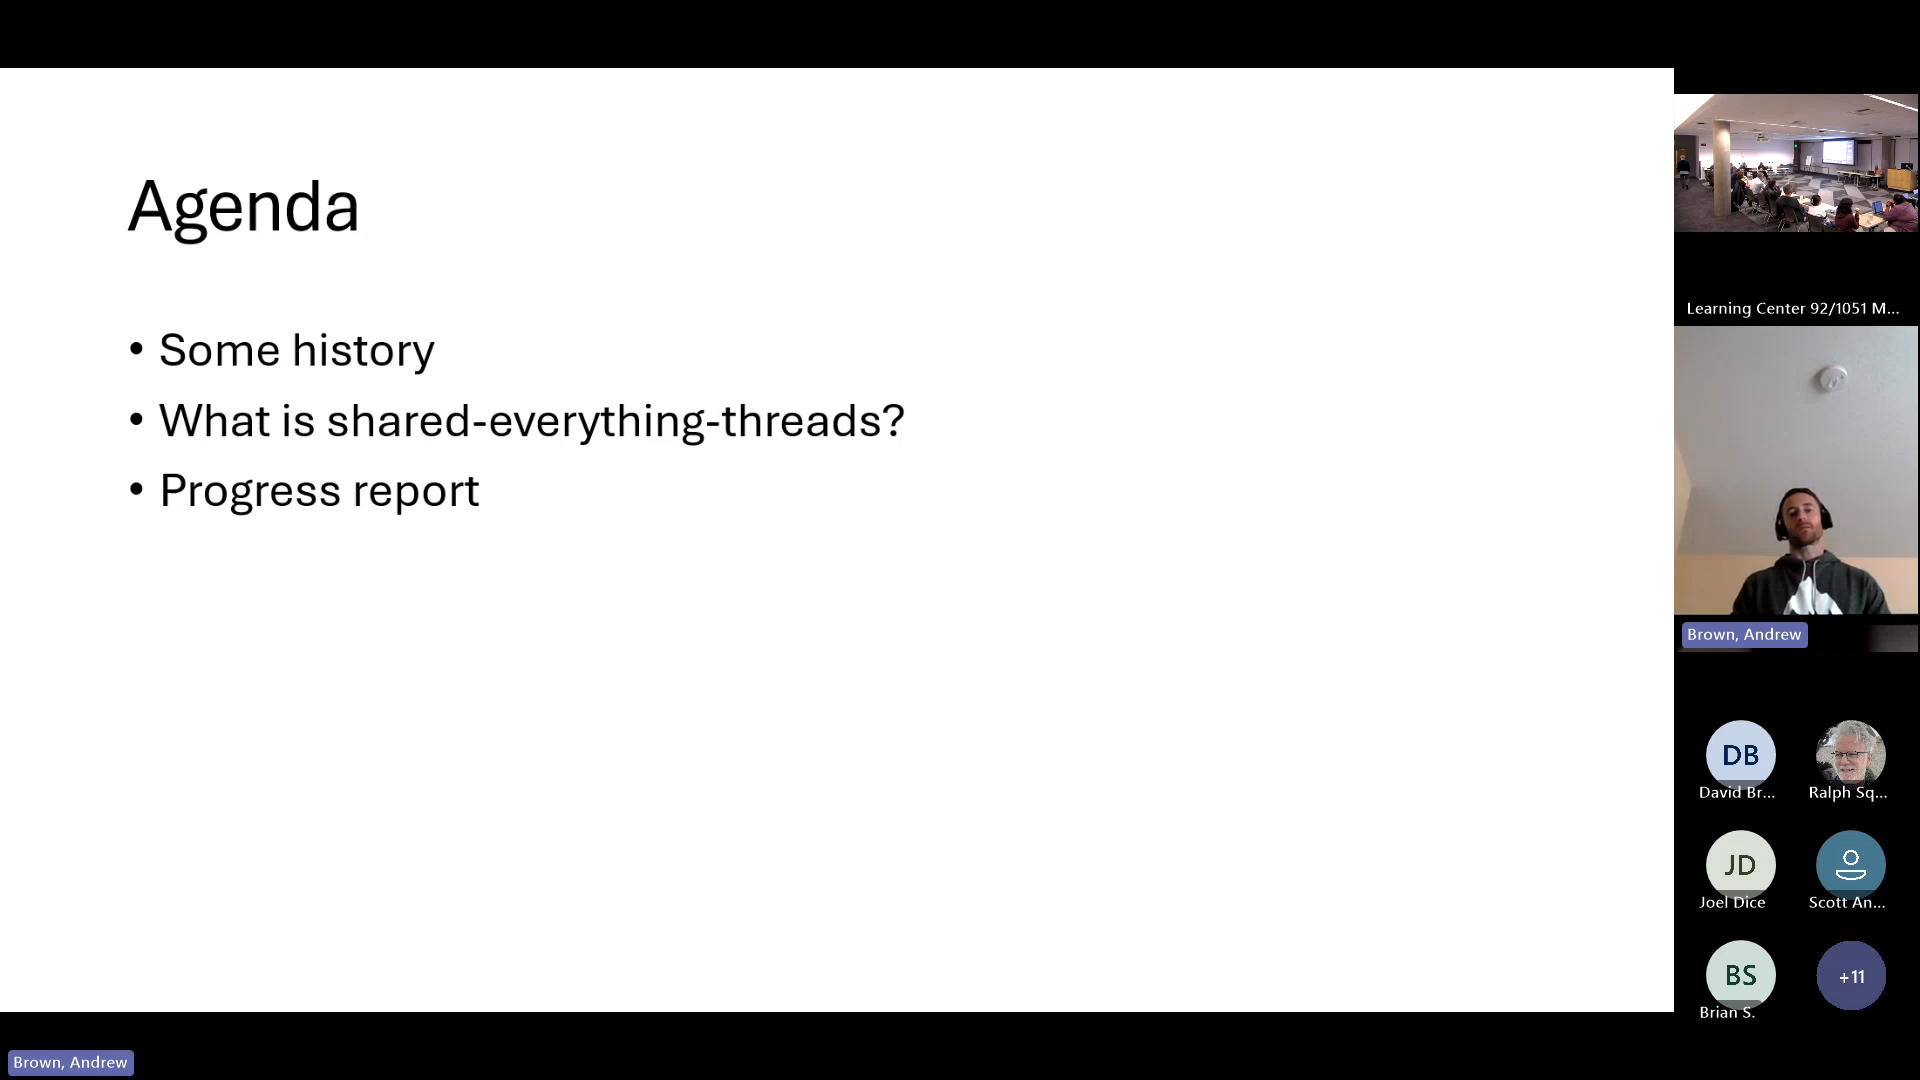 Agenda
• Some history
• What is shared-everything-threads?
• Progress report
Learning Center 92/1051 M...
Brown, Andrew
DB
David Br...
Ralph Sq...
JD
Joel Dice
Scott An...
BS
Brian S.
+11
Brown, Andrew